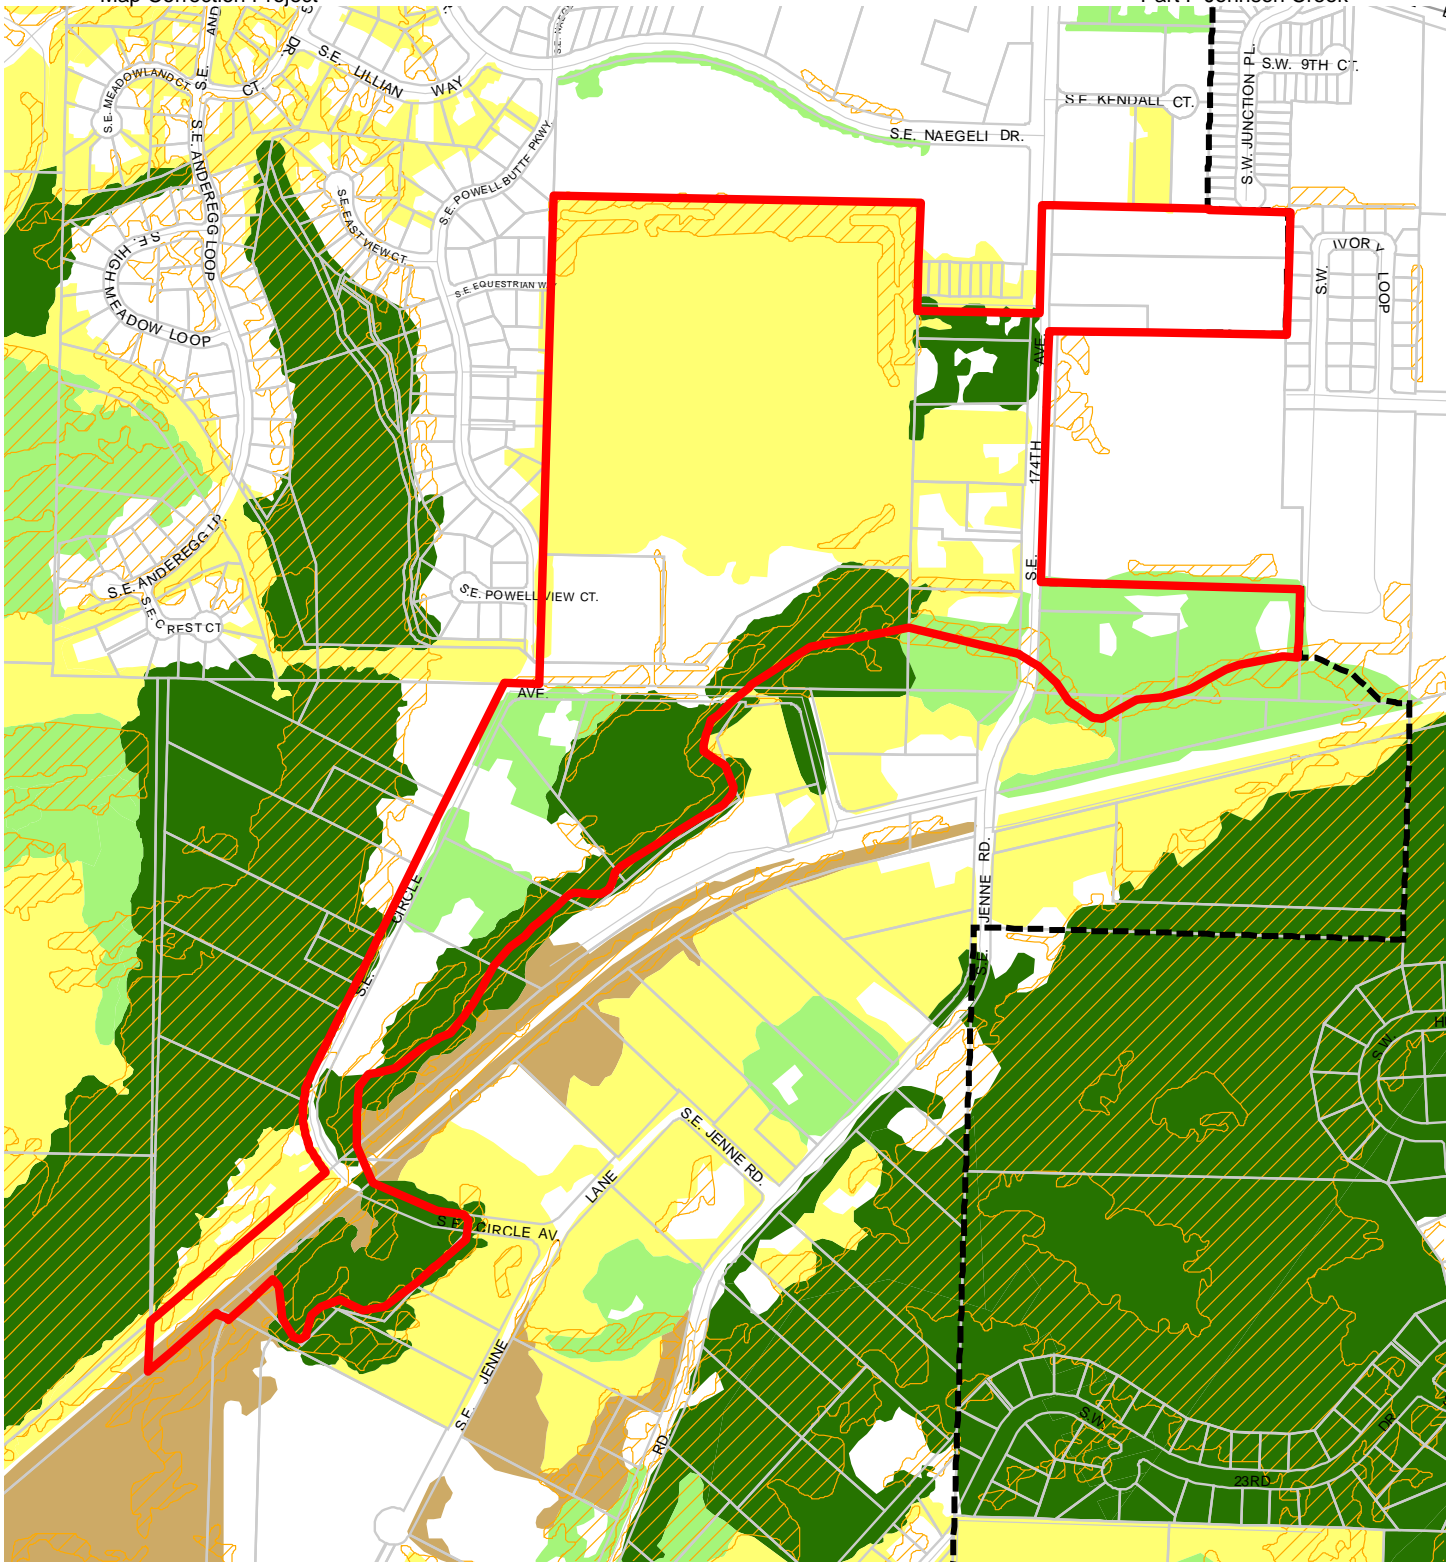 S.E.
S.E. LILLIAN WAY
DR.
S.E. MEADOWLAND CT.
CT.
S.W. 9TH CT.
S.E. KENDALL CT.
S.W. JUNCTION PL.
S.E. NAEGELI DR.
S.E. ANDEREGG LOOP
S.E. POWELL BUTTE PKWY.
S.E. EAST VIEW CT.
S.E. HIGH MEADOW LOOP
S.E. EQUESTRIAN
S.W. IVORY LOOP
S.E. 174TH AVE.
S.E. ANDEREGG LP.
S.E. CREST CT
S.E. POWELL VIEW CT.
AVE.
S.E. CIRCLE
S.E. JENNE RD.
S.W.
S.E. JENNE RD.
S.E. CIRCLE AV.
S.E. JENNE LANE
RD.
S.W. 23RD DR.